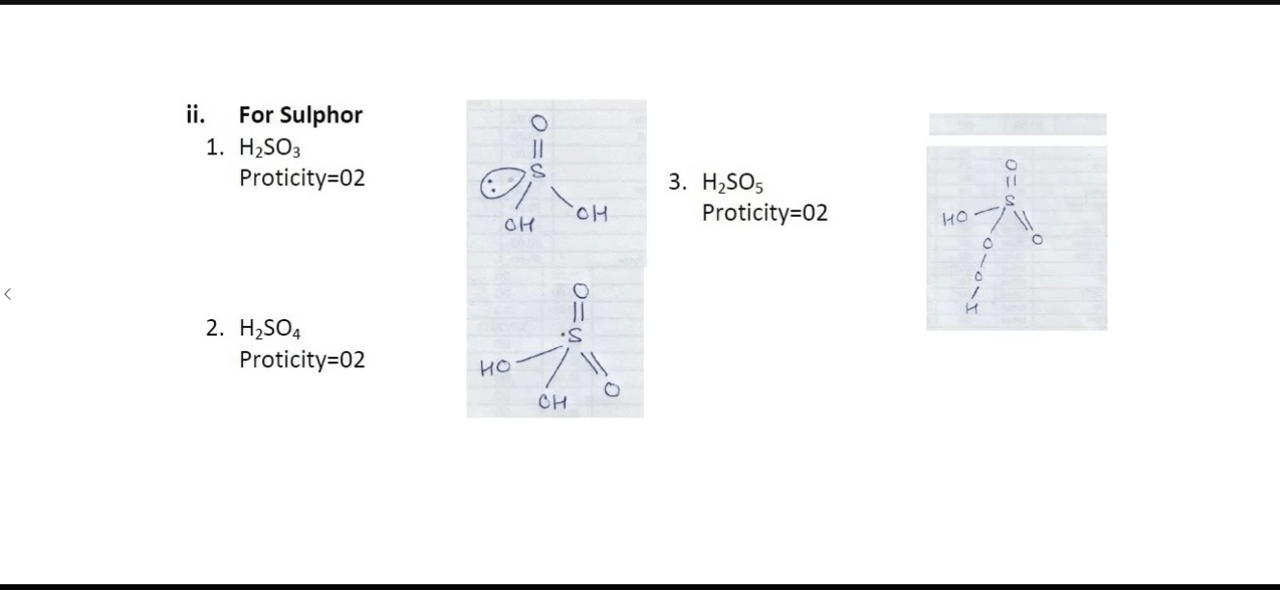 ii. For Sulphor
1. H₂SO₃
Proticity=02
O
S
OH
OH
2. H₂SO₄
Proticity=02
O
S
HO
OH
O
3. H₂SO₅
Proticity=02
O
S
HO
O
O
O
H